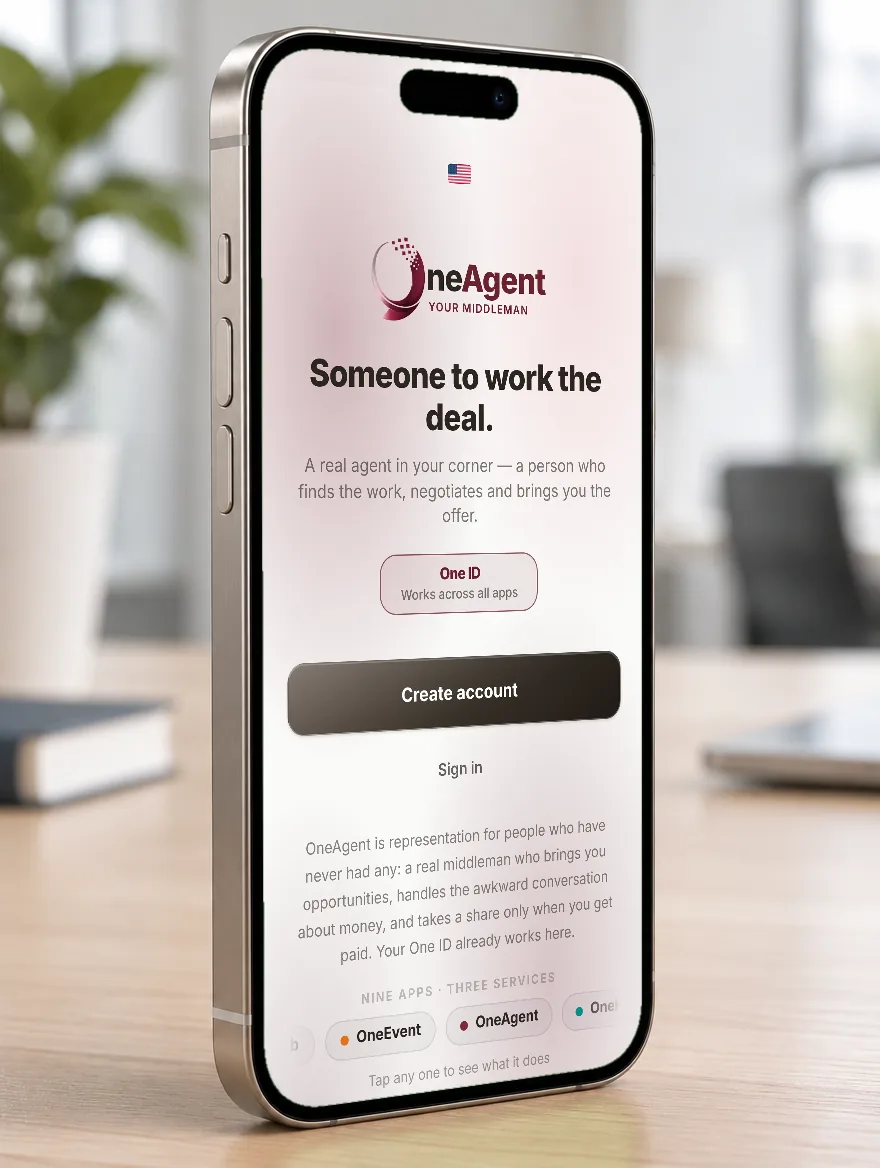 OneAgent
YOUR MIDDLEMAN
Someone to work the
deal.
A real agent in your corner — a person who
finds the work, negotiates and brings you the
offer.
One ID
Works across all apps
Create account
Sign in
OneAgent is representation for people who have
never had any: a real middleman who brings you
opportunities, handles the awkward conversation
about money, and takes a share only when you get
paid. Your One ID already works here.
NINE APPS · THREE SERVICES
b OneEvent OneAgent One
Tap any one to see what it does